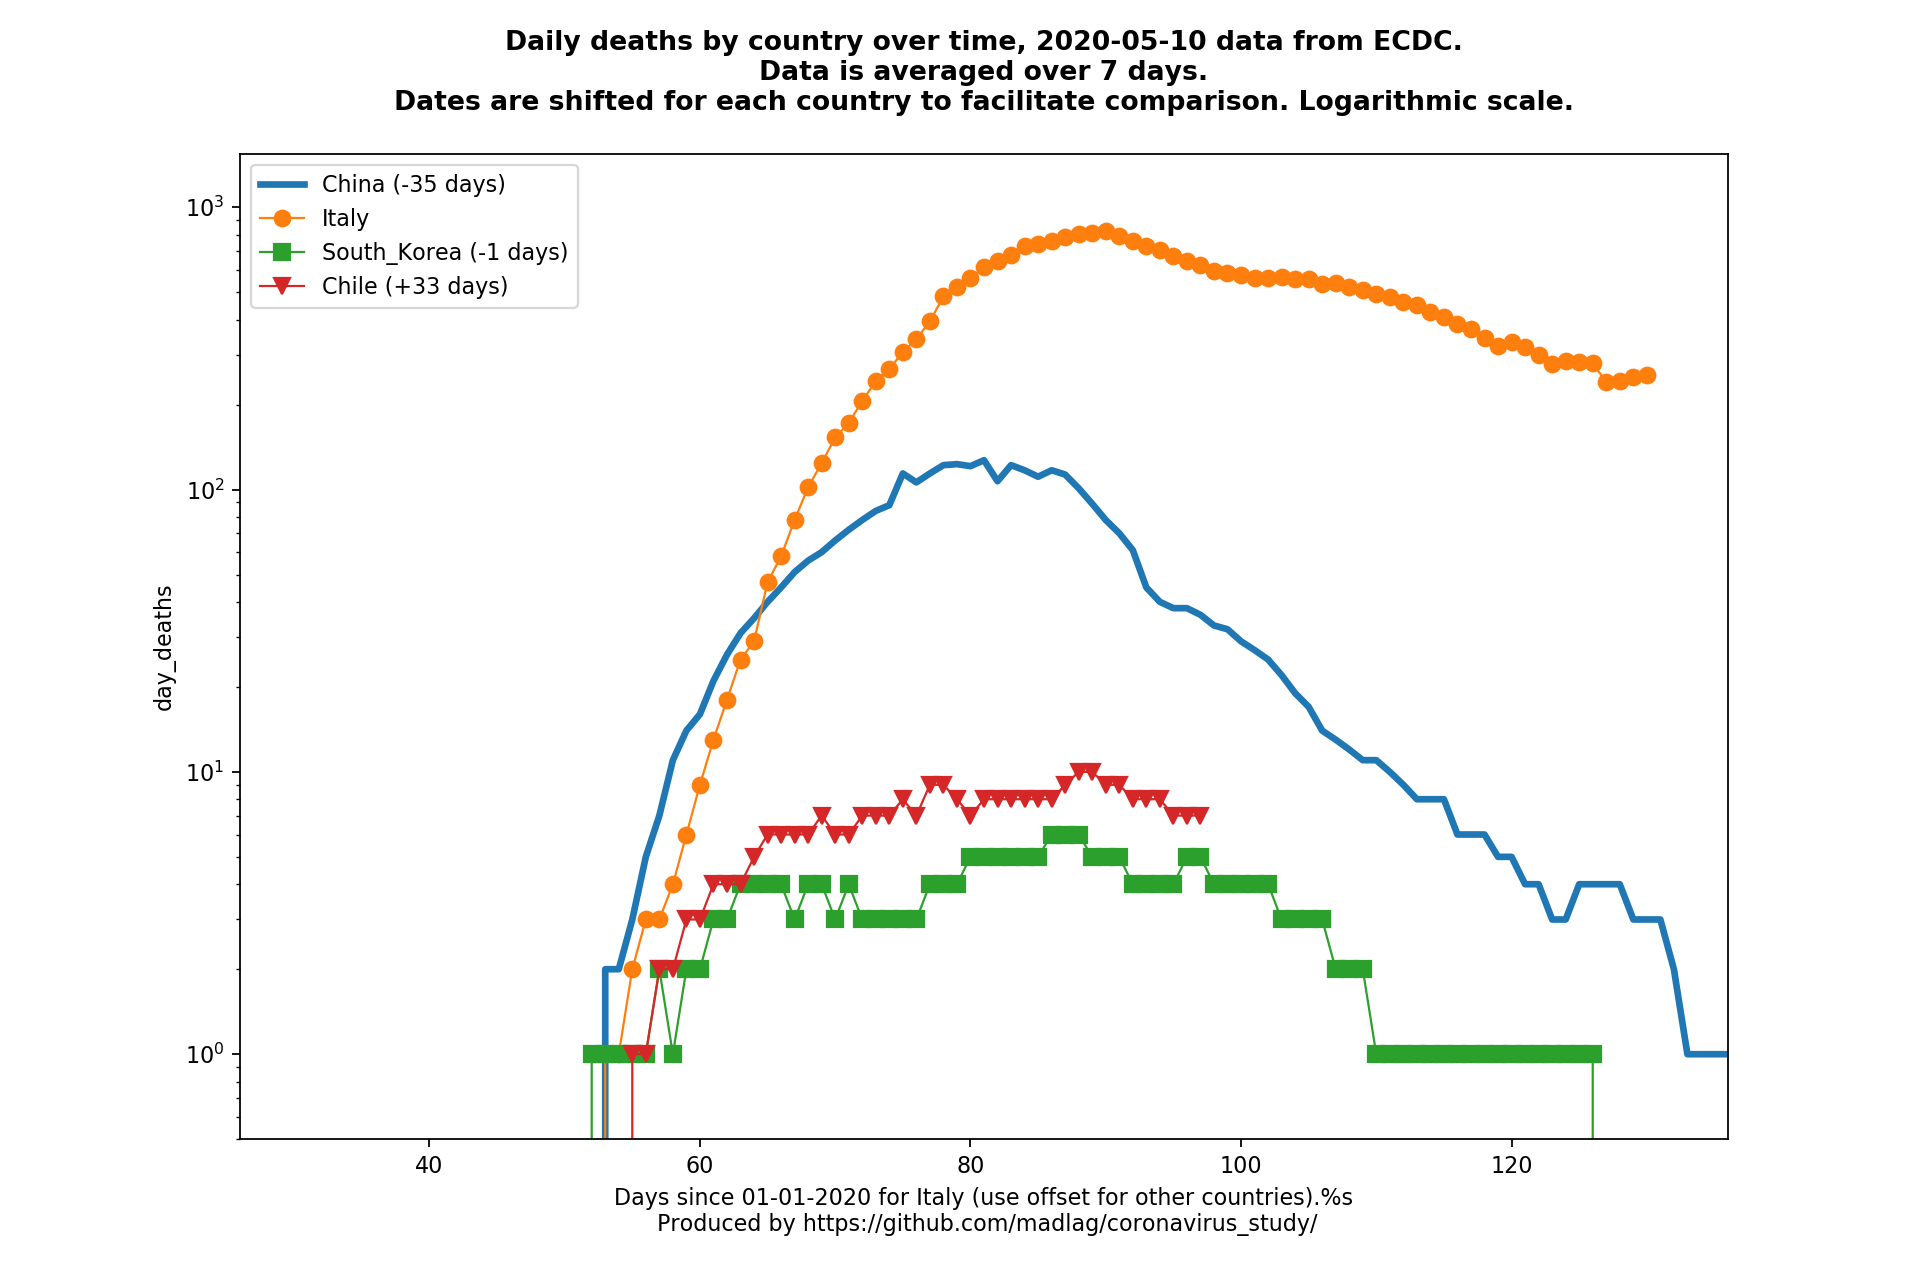 Daily deaths by country over time, 2020-05-10 data from ECDC.
Data is averaged over 7 days.
Dates are shifted for each country to facilitate comparison. Logarithmic scale.
China (-35 days)
Italy
South_Korea (-1 days)
Chile (+33 days)
10³
10²
10¹
10⁰
day_deaths
40 60 80 100 120
Days since 01-01-2020 for Italy (use offset for other countries).%s
Produced by https://github.com/madlag/coronavirus_study/